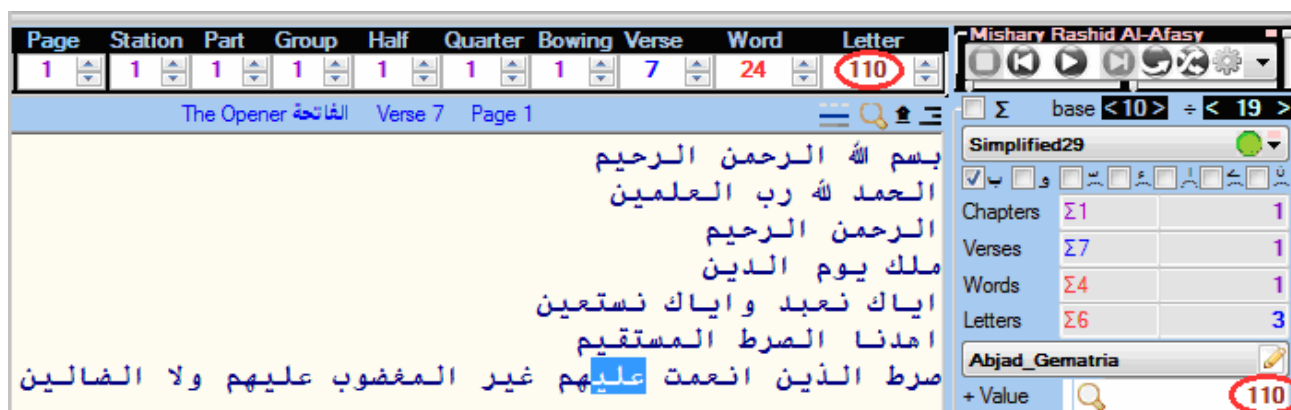 Page Station Part Group Half Quarter Bowing Verse Word Letter
1 1 1 1 1 1 1 7 24 110
Mishary Rashid Al-Afasy
The Opener الفاتحة Verse 7 Page 1
Σ base < 10 > ÷ < 19 >
Simplified29
بسم الله الرحمن الرحيم
الحمد لله رب العلمين
الرحمن الرحيم
ملك يوم الدين
اياك نعبد واياك نستعين
اهدنا الصرط المستقيم
صرط الذين انعمت عليهم غير المغضوب عليهم ولا الضالين
ب و
Chapters Σ1 1
Verses Σ7 1
Words Σ4 1
Letters Σ6 3
Abjad_Gematria
+ Value 110